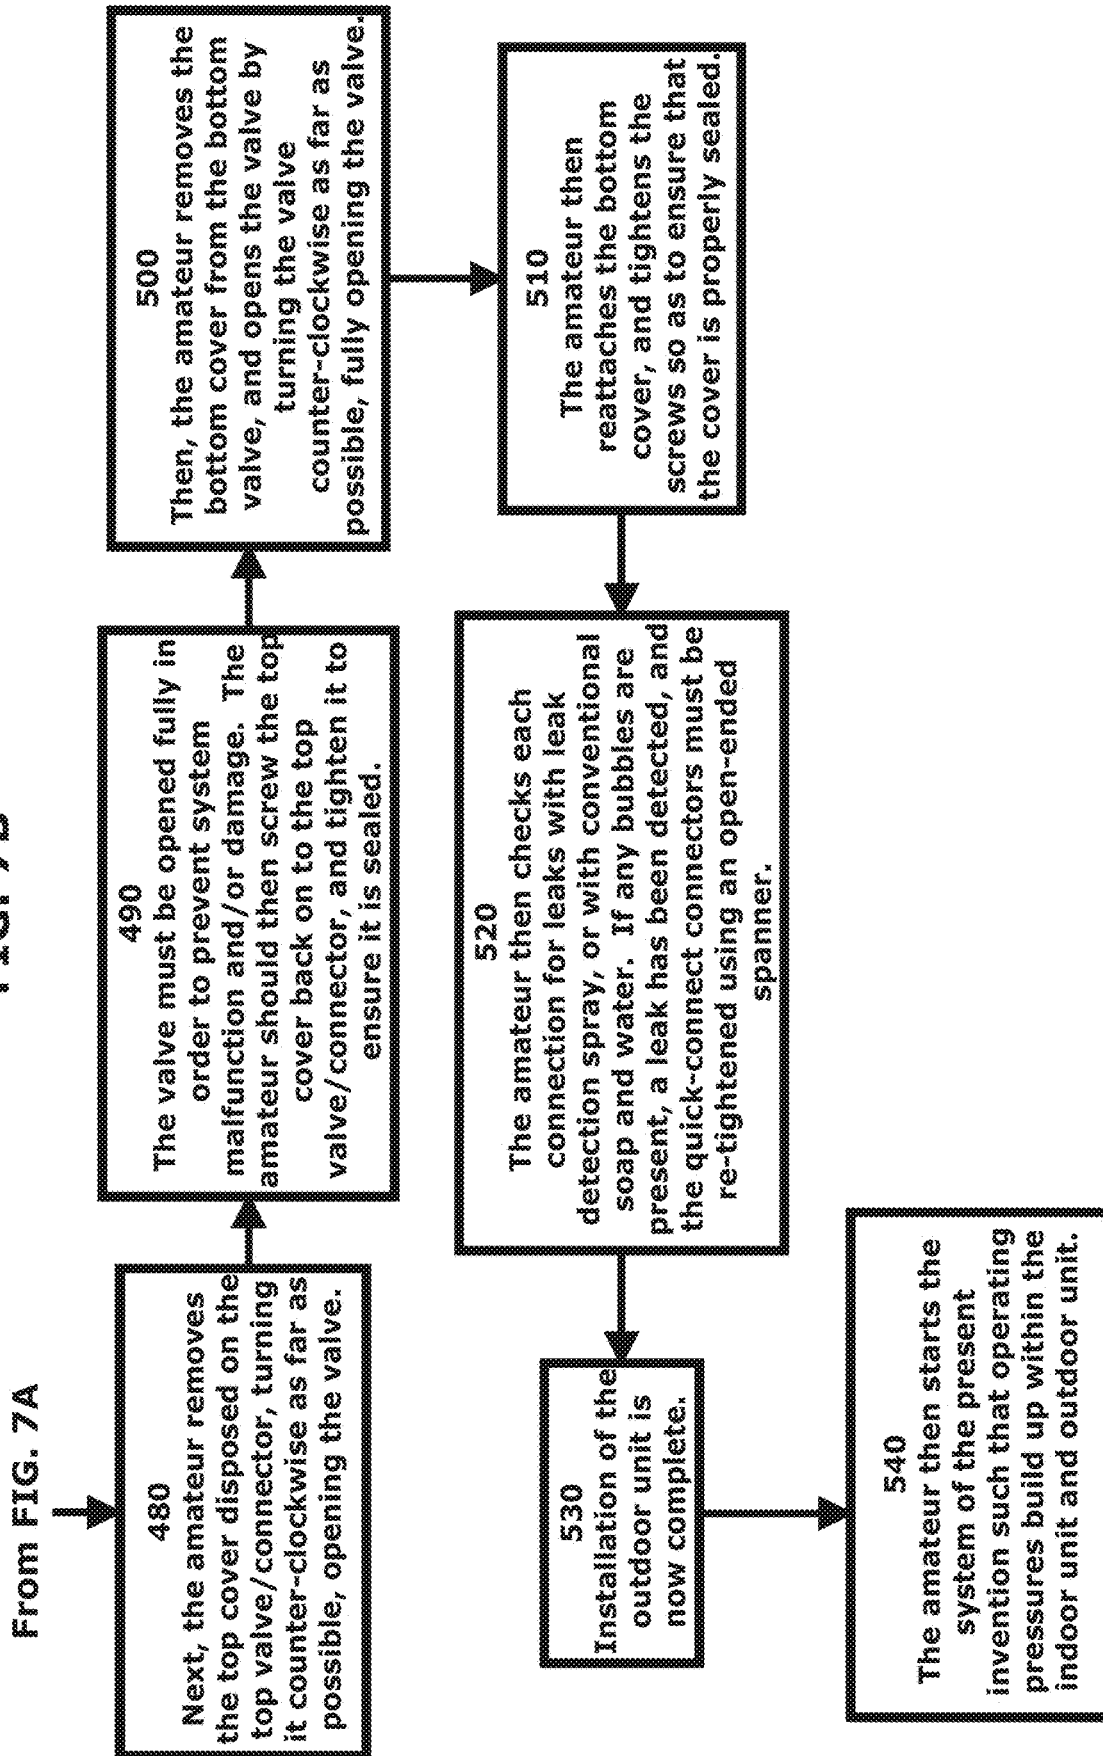 From FIG. 7A
480
Next, the amateur removes
the top cover disposed on the
top valve/connector, turning
it counter-clockwise as far as
possible, opening the valve.
490
The valve must be opened fully in
order to prevent system
malfunction and/or damage. The
amateur should then screw the top
cover back on to the top
valve/connector, and tighten it to
ensure it is sealed.
500
Then, the amateur removes the
bottom cover from the bottom
valve, and opens the valve by
turning the valve
counter-clockwise as far as
possible, fully opening the valve.
510
The amateur then
reattaches the bottom
cover, and tightens the
screws so as to ensure that
the cover is properly sealed.
520
The amateur then checks each
connection for leaks with leak
detection spray, or with conventional
soap and water. If any bubbles are
present, a leak has been detected, and
the quick-connect connectors must be
re-tightened using an open-ended
spanner.
530
Installation of the
outdoor unit is
now complete.
540
The amateur then starts the
system of the present
invention such that operating
pressures build up within the
indoor unit and outdoor unit.